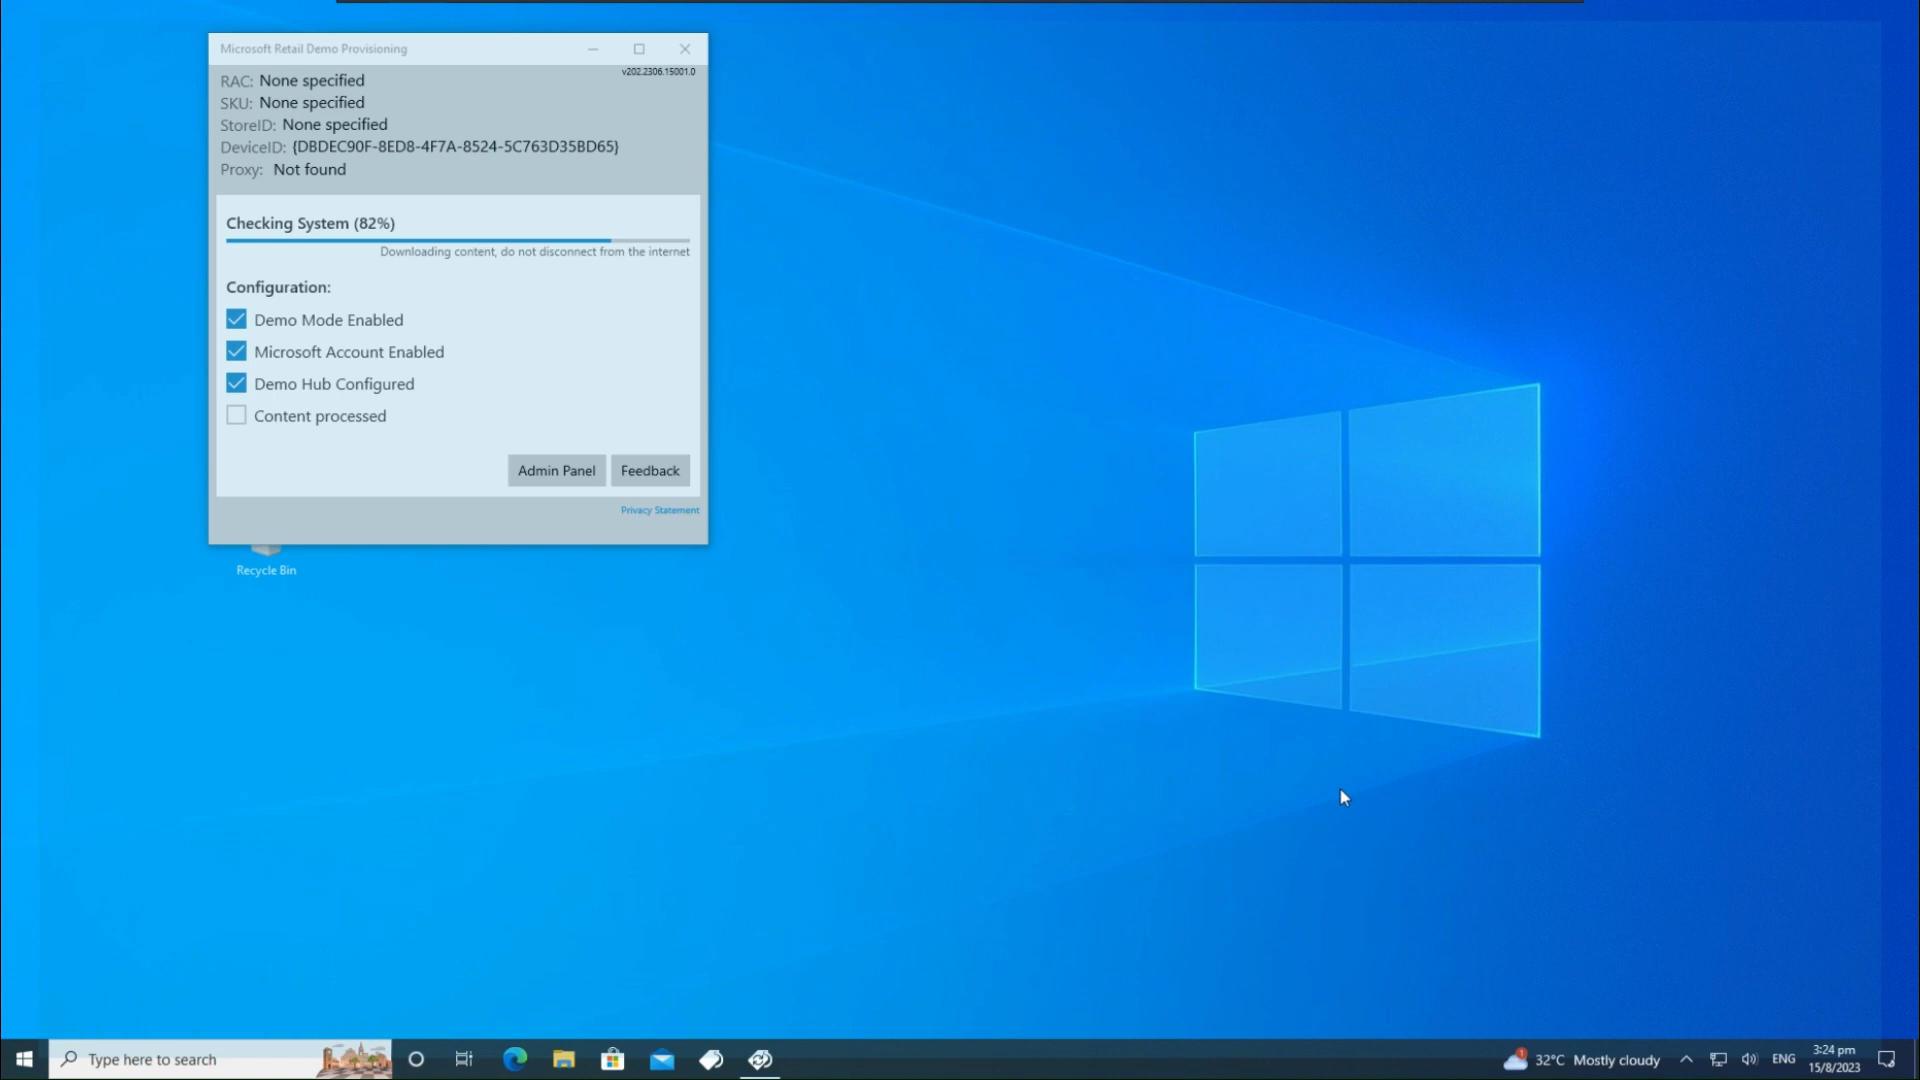 Microsoft Retail Demo Provisioning
v202.2306.15001.0
RAC: None specified
SKU: None specified
StoreID: None specified
DeviceID: {DBDEC90F-8ED8-4F7A-8524-5C763D35BD65}
Proxy: Not found
Checking System (82%)
Downloading content, do not disconnect from the internet
Configuration:
Demo Mode Enabled
Microsoft Account Enabled
Demo Hub Configured
Content processed
Admin Panel Feedback
Privacy Statement
Recycle Bin
Type here to search
1
32°C Mostly cloudy
ENG
3:24 pm
15/8/2023